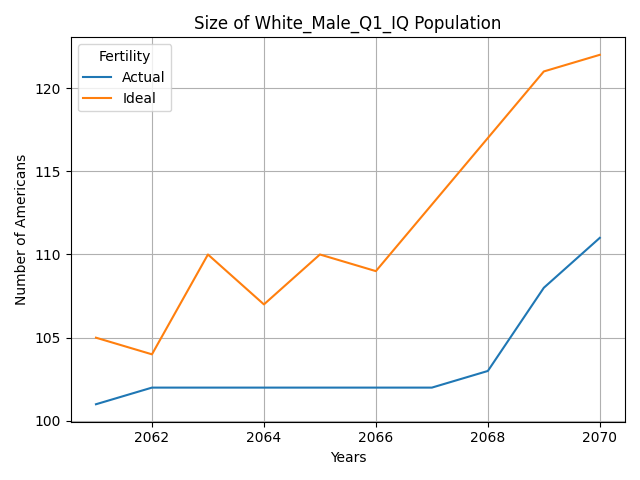 Size of White_Male_Q1_IQ Population
Fertility
Actual
Ideal
Number of Americans
120
115
110
105
100
2062
2064
2066
2068
2070
Years